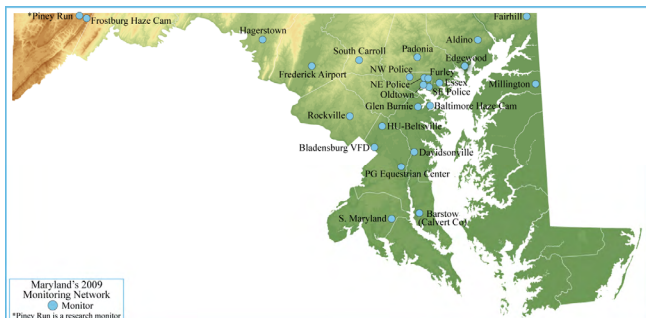 *Piney Run
Frostburg Haze Cam
Fairhill
Hagerstown
Aldino
South Carroll
Padonia
Edgewood
Frederick Airport
NW Police
Furley
NE Police
Essex
Oldtown
SE Police
Millington
Glen Burnie
Baltimore Haze Cam
Rockville
HU-Beltsville
Bladensburg VFD
Davidsonville
PG Equestrian Center
S. Maryland
Barstow
(Calvert Co)
Maryland's 2009
Monitoring Network
Monitor
*Piney Run is a research monitor